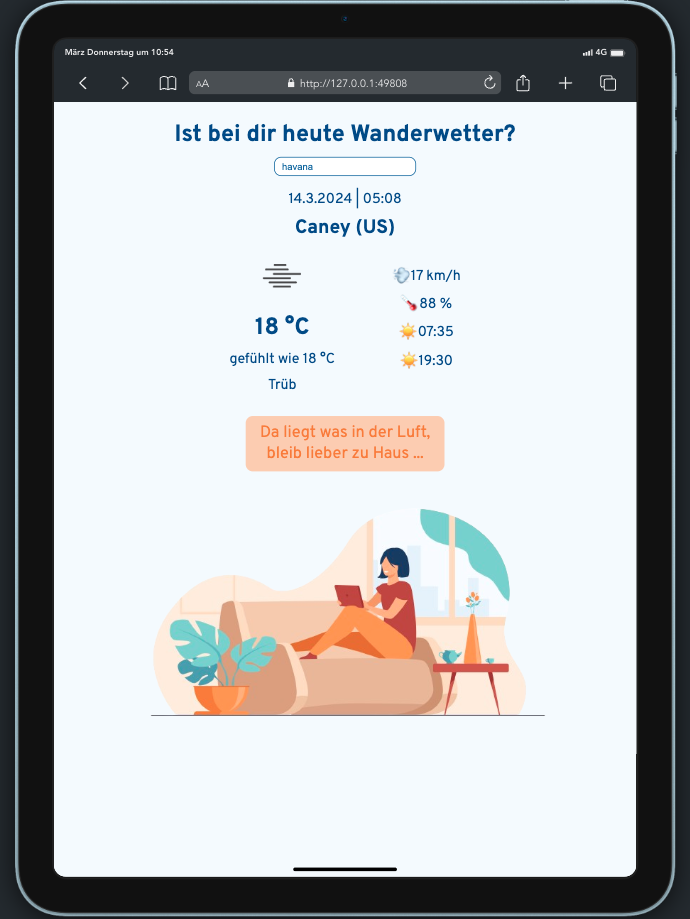 März Donnerstag um 10:54
4G
AA
http://127.0.0.1:49808
Ist bei dir heute Wanderwetter?
havana
14.3.2024 | 05:08
Caney (US)
18 °C
gefühlt wie 18 °C
Trüb
17 km/h
88 %
07:35
19:30
Da liegt was in der Luft,
bleib lieber zu Haus ...